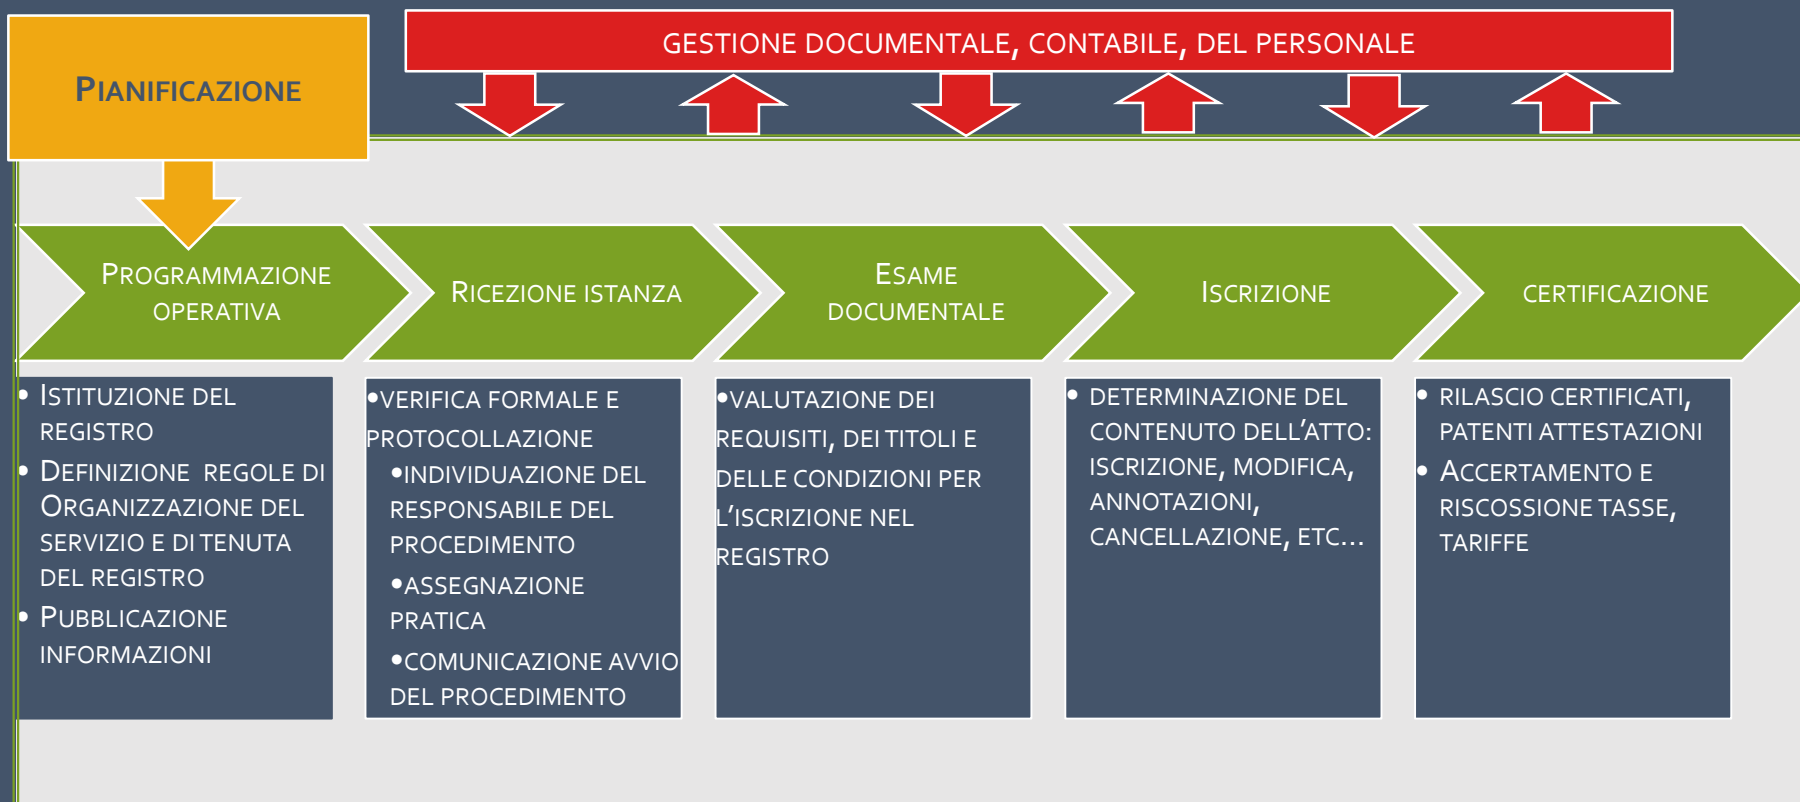 Pianificazione
GESTIONE DOCUMENTALE, CONTABILE, DEL PERSONALE
Programmazione
operativa
Ricezione istanza
Esame
documentale
Iscrizione
certificazione
• Istituzione del
registro
• Definizione regole di
Organizzazione del
servizio e di tenuta
del registro
• Pubblicazione
informazioni
•verifica formale e
protocollazione
•individuazione del
responsabile del
procedimento
•assegnazione
pratica
•comunicazione avvio
del procedimento
•valutazione dei
requisiti, dei titoli e
delle condizioni per
l'iscrizione nel
registro
• determinazione del
contenuto dell'atto:
iscrizione, modifica,
annotazioni,
cancellazione, etc…
• rilascio certificati,
patenti attestazioni
• Accertamento e
riscossione tasse,
tariffe